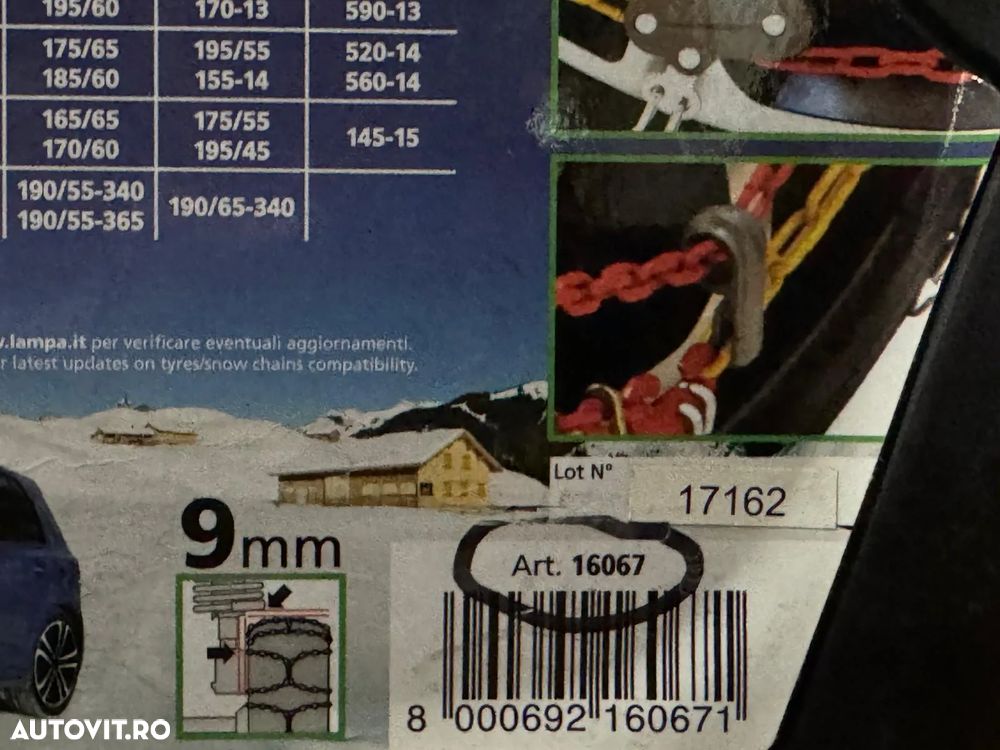 195/60 170-13 590-13
175/65 195/55 520-14
185/60 155-14 560-14
165/65 175/55 145-15
170/60 195/45
190/55-340 190/65-340
190/55-365
.lampa.it per verificare eventuali aggiornamenti.
latest updates on tyres/snow chains compatibility.
Lot N°
17162
9mm
Art. 16067
8 000692 160671
AUTOVIT.RO